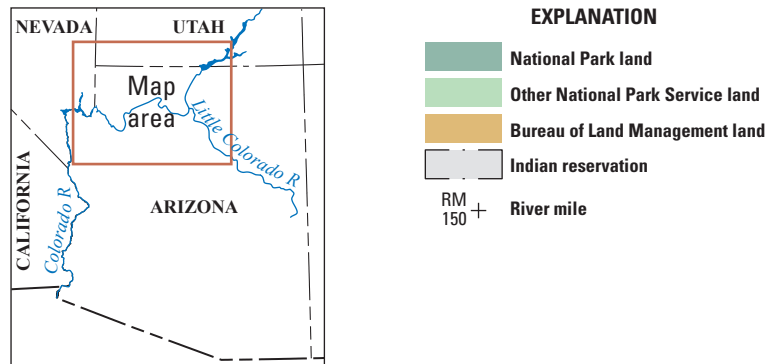 NEVADA
UTAH
Map
area
Little Colorado R
CALIFORNIA
Colorado R
ARIZONA
EXPLANATION
National Park land
Other National Park Service land
Bureau of Land Management land
Indian reservation
RM
150 + River mile